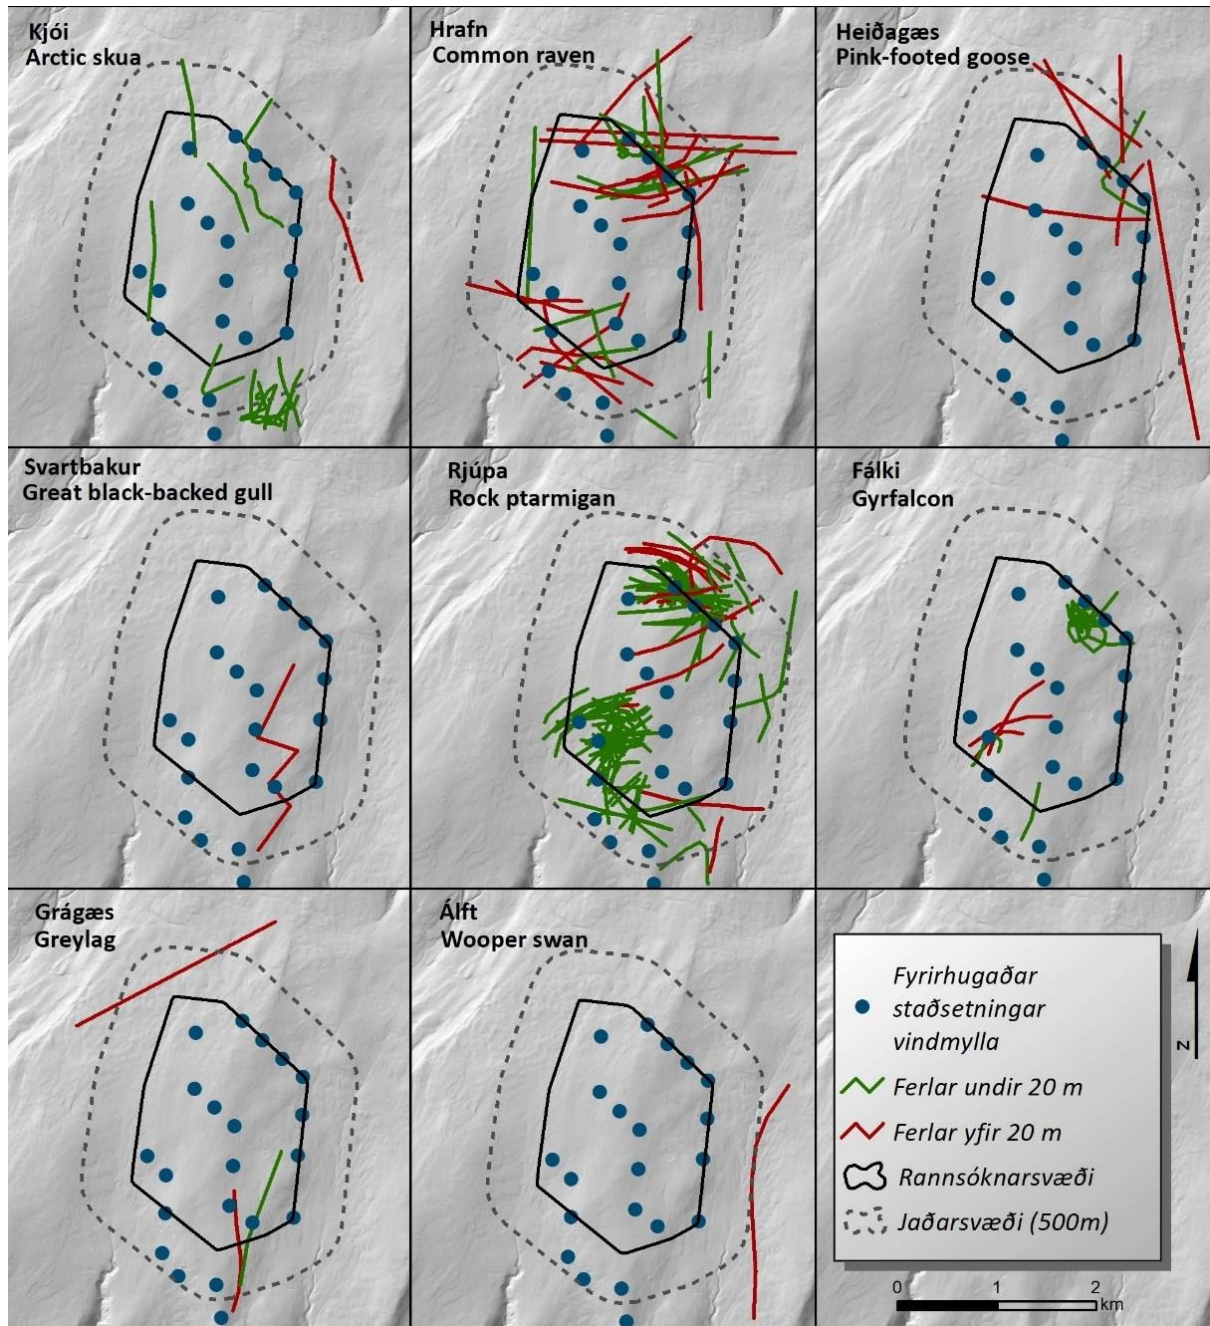 Kjói
Arctic skua
Hrafn
Common raven
Heiðagæs
Pink-footed goose
Svartbakur
Great black-backed gull
Rjúpa
Rock ptarmigan
Fálki
Gyrfalcon
Grágæs
Greylag
Álft
Wooper swan
Fyrirhugaðar
staðsetningar
vindmylla
Ferlar undir 20 m
Ferlar yfir 20 m
Rannsóknarsvæði
Jaðarsvæði (500m)
N
0 1 2
km